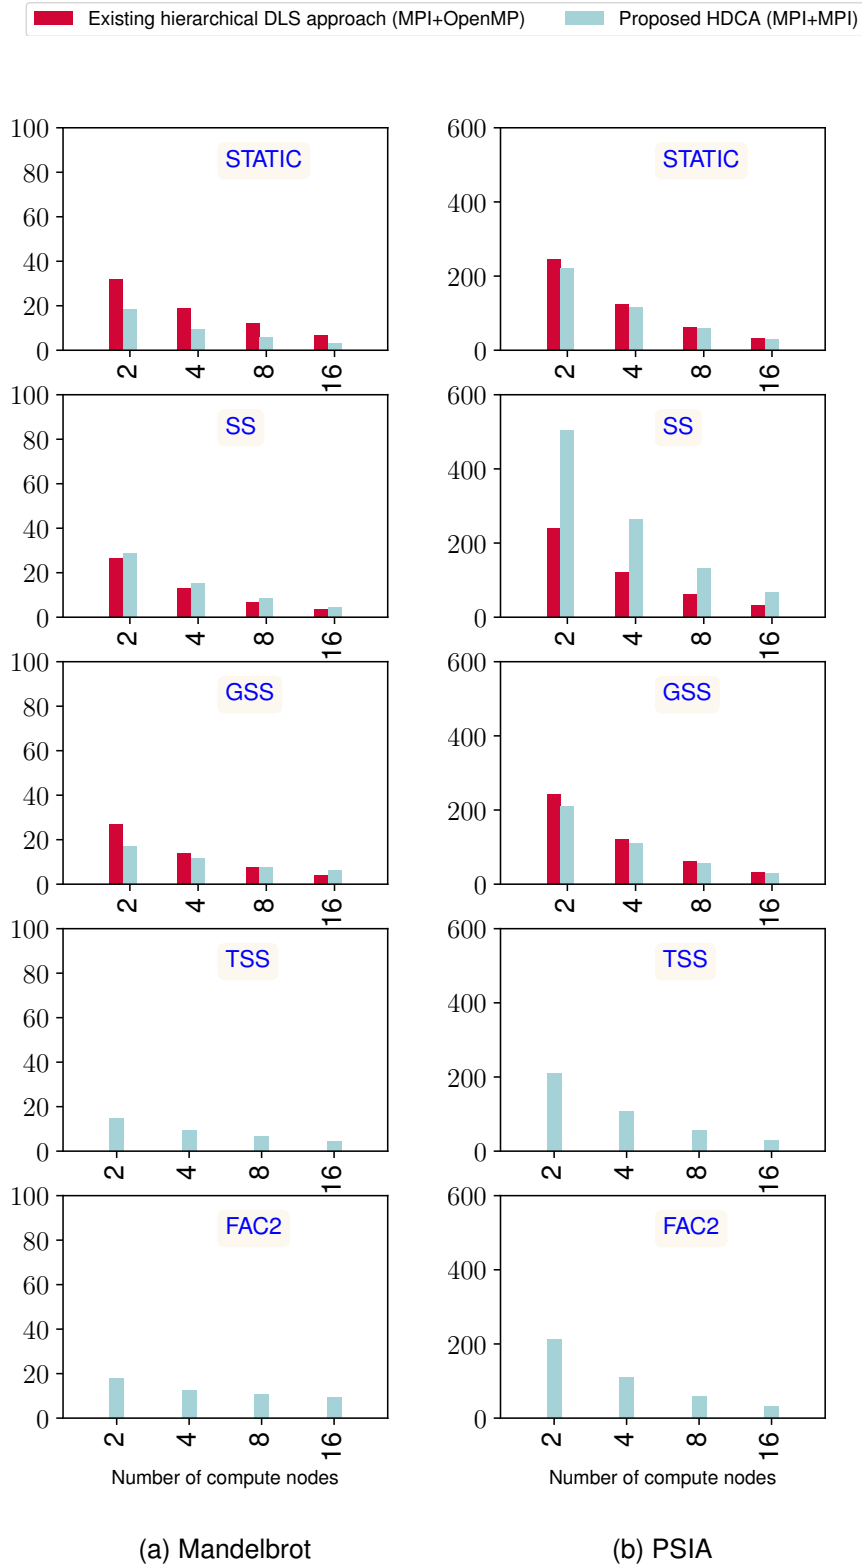 Existing hierarchical DLS approach (MPI+OpenMP) Proposed HDCA (MPI+MPI)
100 600
STATIC STATIC
80
60 400
40
200
20
0 0
2 4 8 16 2 4 8 16
100 600
SS SS
80
60 400
40
200
20
0 0
2 4 8 16 2 4 8 16
100 600
GSS GSS
80
60 400
40
200
20
0 0
2 4 8 16 2 4 8 16
100 600
TSS TSS
80
60 400
40
200
20
0 0
2 4 8 16 2 4 8 16
100 600
FAC2 FAC2
80
60 400
40
200
20
0 0
2 4 8 16 2 4 8 16
Number of compute nodes Number of compute nodes
(a) Mandelbrot (b) PSIA